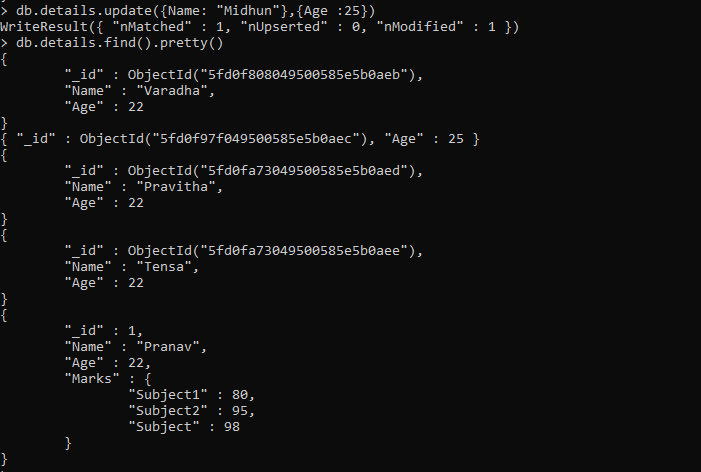 > db.details.update({Name: "Midhun"},{Age :25})
WriteResult({ "nMatched" : 1, "nUpserted" : 0, "nModified" : 1 })
> db.details.find().pretty()
{
        "_id" : ObjectId("5fd0f808049500585e5b0aeb"),
        "Name" : "Varadha",
        "Age" : 22
}
{ "_id" : ObjectId("5fd0f97f049500585e5b0aec"), "Age" : 25 }
{
        "_id" : ObjectId("5fd0fa73049500585e5b0aed"),
        "Name" : "Pravitha",
        "Age" : 22
}
{
        "_id" : ObjectId("5fd0fa73049500585e5b0aee"),
        "Name" : "Tensa",
        "Age" : 22
}
{
        "_id" : 1,
        "Name" : "Pranav",
        "Age" : 22,
        "Marks" : {
                "Subject1" : 80,
                "Subject2" : 95,
                "Subject" : 98
        }
}